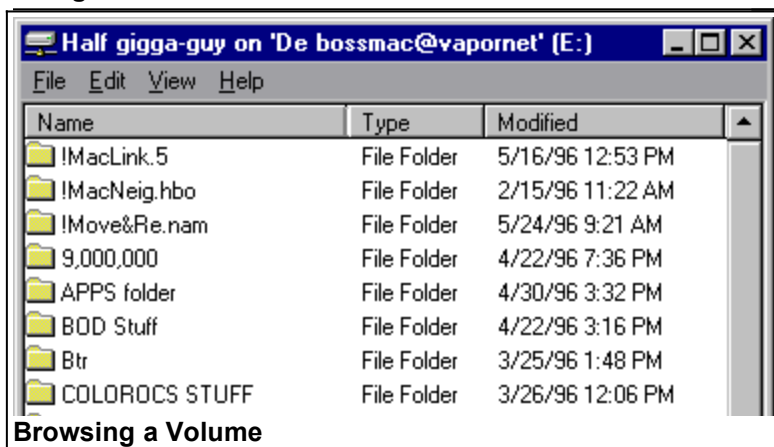 Half gigga-guy on 'De bossmac@vapornet' (E:)
File Edit View Help
Name Type Modified
!MacLink.5 File Folder 5/16/96 12:53 PM
!MacNeig.hbo File Folder 2/15/96 11:22 AM
!Move&Re.nam File Folder 5/24/96 9:21 AM
9,000,000 File Folder 4/22/96 7:36 PM
APPS folder File Folder 4/30/96 3:32 PM
BOD Stuff File Folder 4/22/96 3:16 PM
Btr File Folder 3/25/96 1:48 PM
COLOROCS STUFF File Folder 3/26/96 12:06 PM
Browsing a Volume